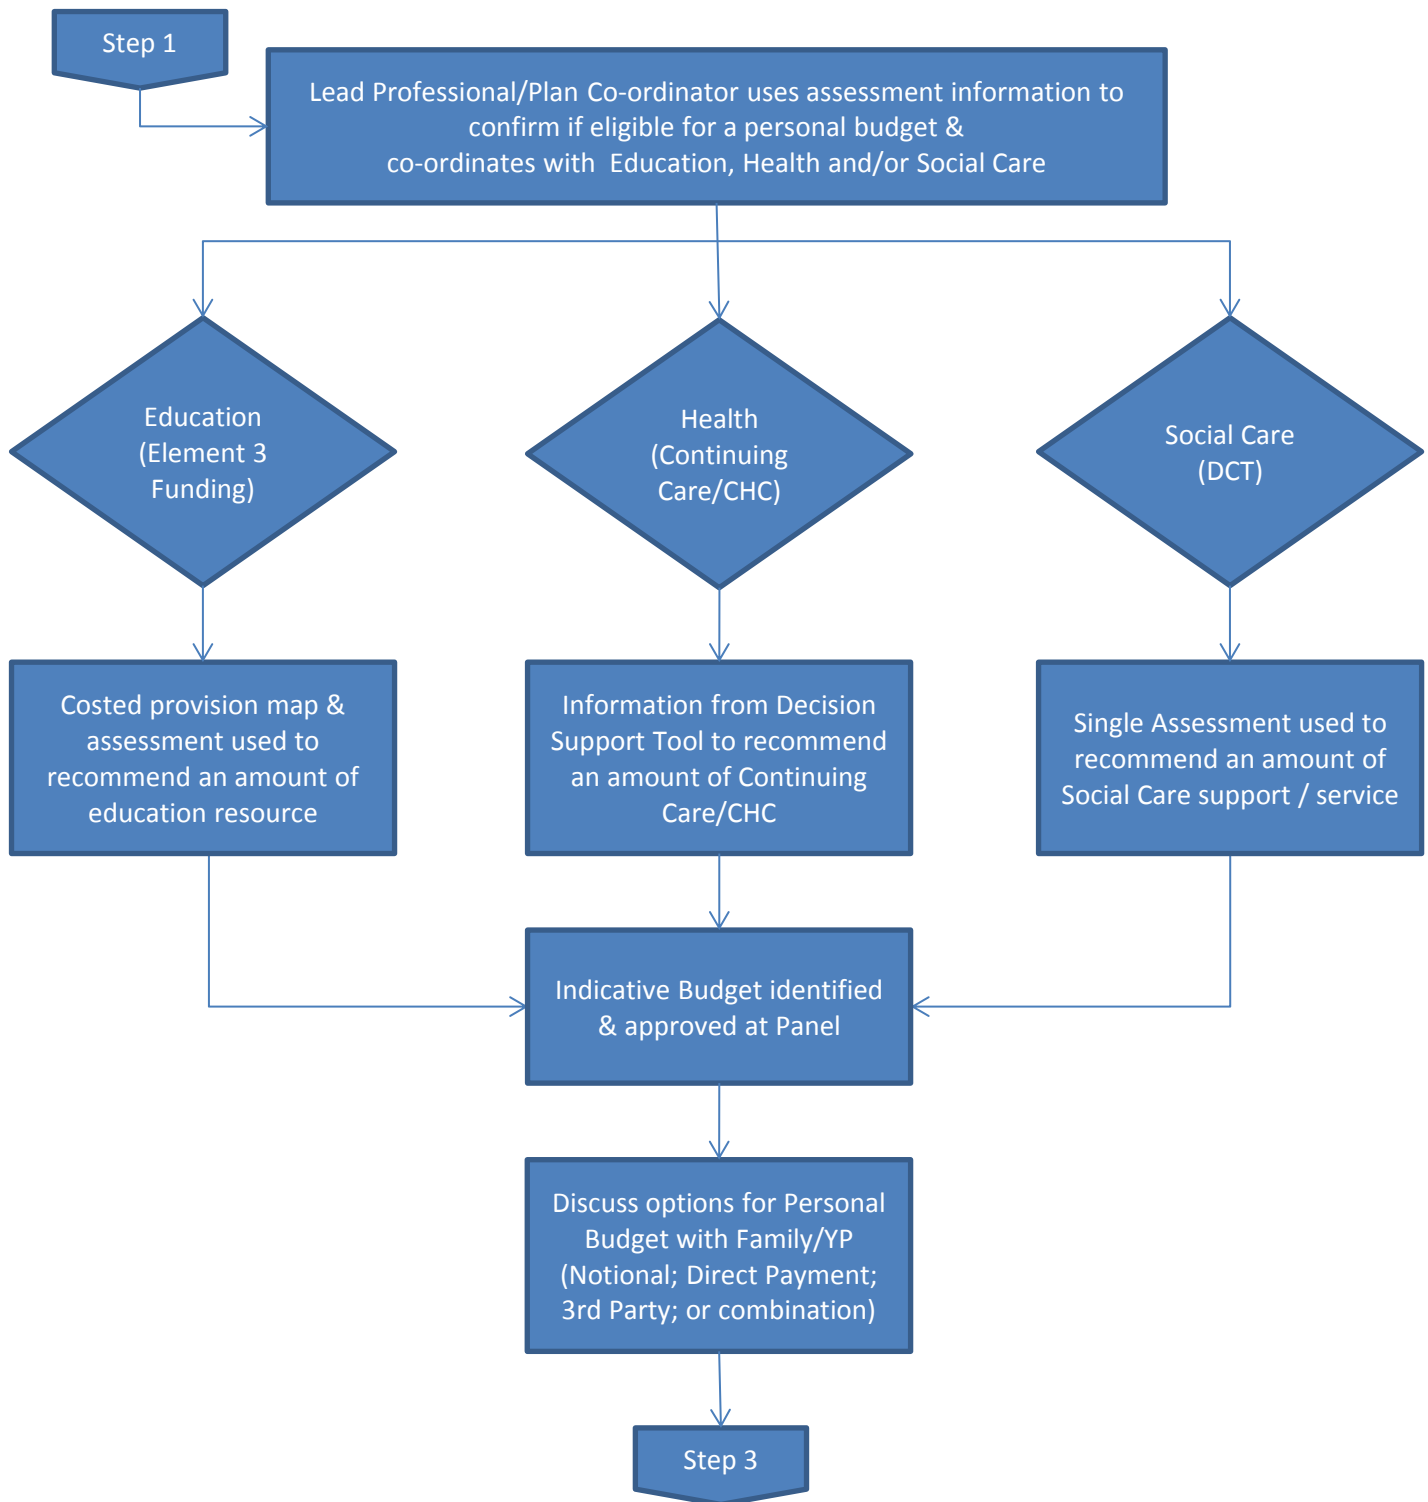 Step 1
Lead Professional/Plan Co-ordinator uses assessment information to
confirm if eligible for a personal budget &
co-ordinates with  Education, Health and/or Social Care
Education
(Element 3
Funding)
Health
(Continuing
Care/CHC)
Social Care
(DCT)
Costed provision map &
assessment used to
recommend an amount of
education resource
Information from Decision
Support Tool to recommend
an amount of Continuing
Care/CHC
Single Assessment used to
recommend an amount of
Social Care support / service
Indicative Budget identified
& approved at Panel
Discuss options for Personal
Budget with Family/YP
(Notional; Direct Payment;
3rd Party; or combination)
Step 3